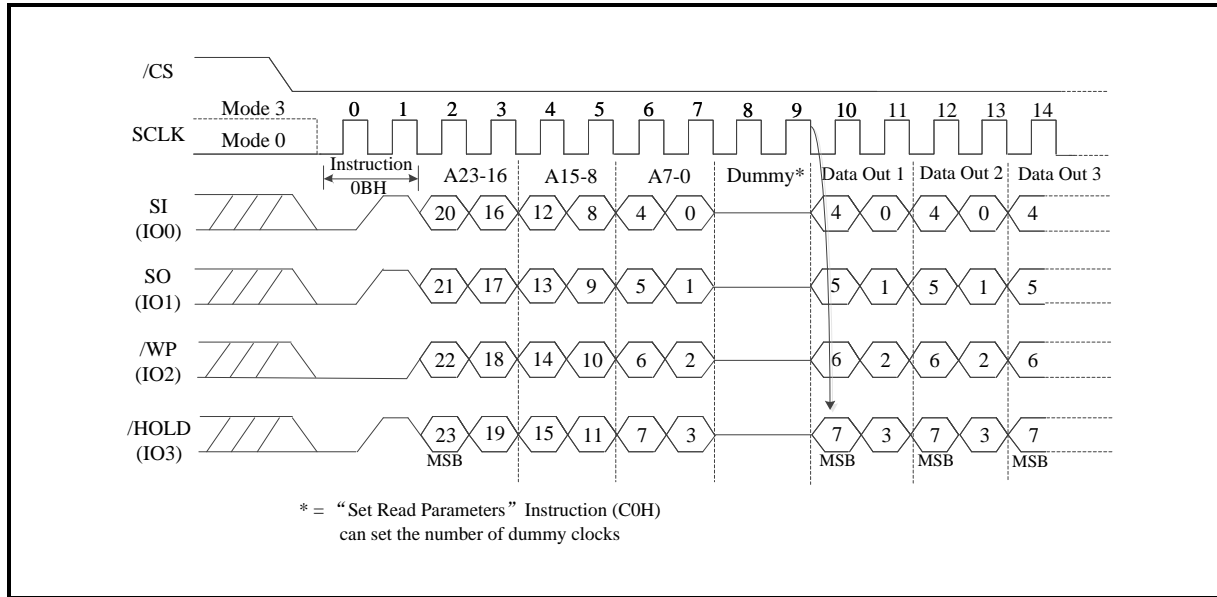 /CS
Mode 3 0 1 2 3 4 5 6 7 8 9 10 11 12 13 14
SCLK Mode 0
Instruction
0BH
A23-16 A15-8 A7-0 Dummy* Data Out 1 Data Out 2 Data Out 3
SI
(IO0)
20 16 12 8 4 0 4 0 4 0 4
SO
(IO1)
21 17 13 9 5 1 5 1 5 1 5
/WP
(IO2)
22 18 14 10 6 2 6 2 6 2 6
/HOLD
(IO3)
23 19 15 11 7 3 7 3 7 3 7
MSB MSB MSB MSB
* = “Set Read Parameters” Instruction (C0H)
can set the number of dummy clocks